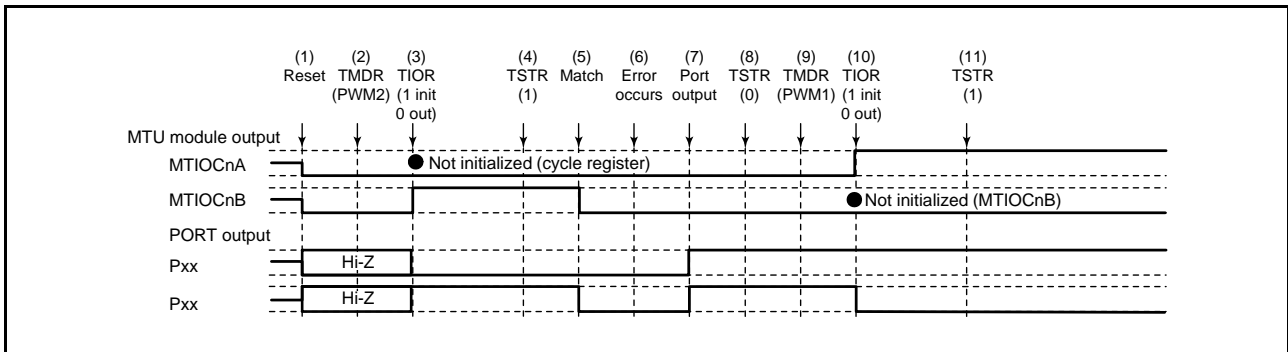 (1) (2) (3) (4) (5) (6) (7) (8) (9) (10) (11)
Reset TMDR TIOR TSTR Match Error Port TSTR TMDR TIOR TSTR
(PWM2) (1 init (1) occurs output (0) (PWM1) (1 init (1)
0 out) 0 out)
MTU module output
MTIOCnA Not initialized (cycle register)
MTIOCnB Not initialized (MTIOCnB)
PORT output
Pxx Hi-Z
Pxx Hi-Z